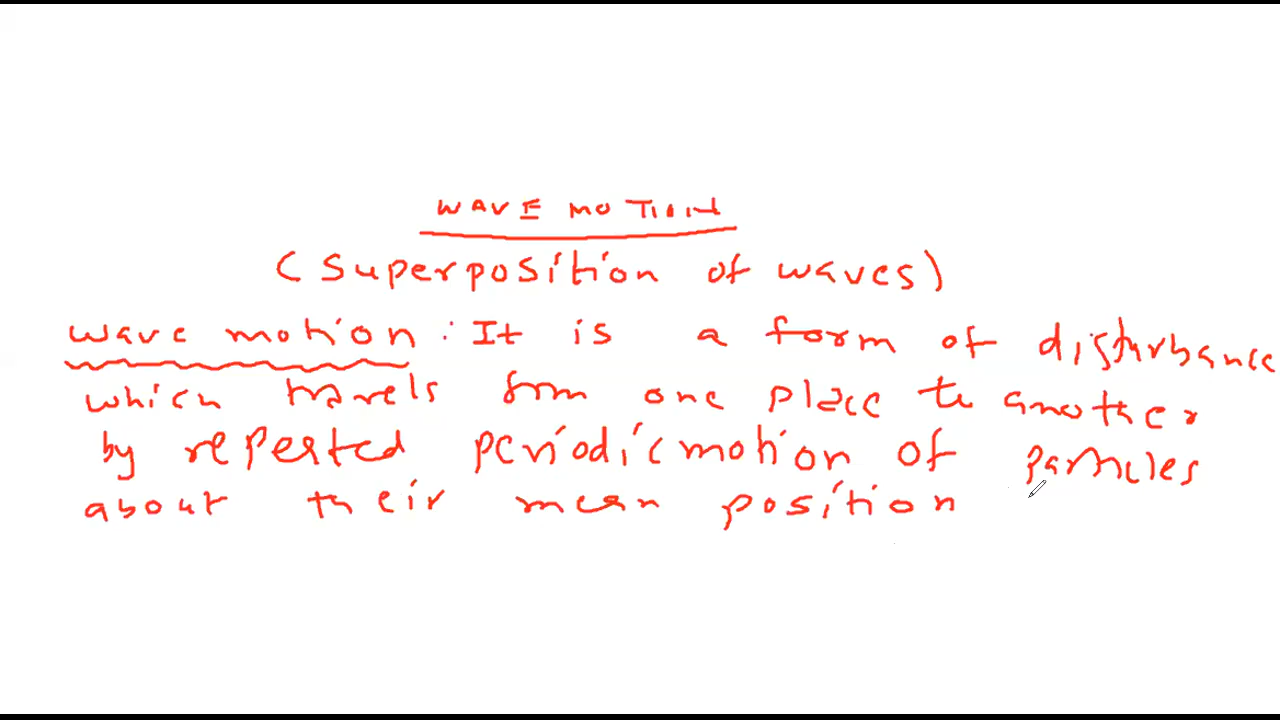 WAVE MOTION
(Superposition of waves)
wave motion : It is a form of disturbance
which travels from one place to another
by repeated periodic motion of particles
about their mean position